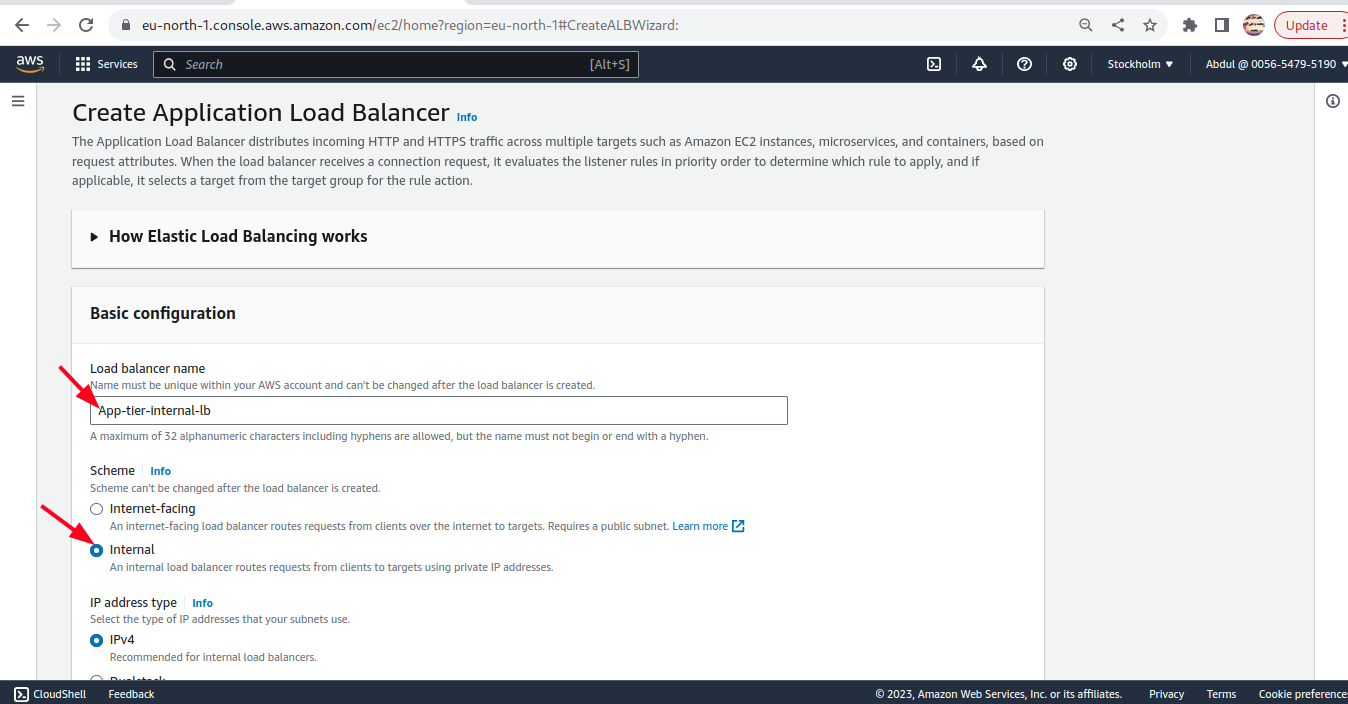 eu-north-1.console.aws.amazon.com/ec2/home?region=eu-north-1#CreateALBWizard:
Update
aws
Services
Search
[Alt+S]
Stockholm
Abdul @ 0056-5479-5190
Create Application Load Balancer Info
The Application Load Balancer distributes incoming HTTP and HTTPS traffic across multiple targets such as Amazon EC2 instances, microservices, and containers, based on
request attributes. When the load balancer receives a connection request, it evaluates the listener rules in priority order to determine which rule to apply, and if
applicable, it selects a target from the target group for the rule action.
How Elastic Load Balancing works
Basic configuration
Load balancer name
Name must be unique within your AWS account and can't be changed after the load balancer is created.
App-tier-internal-lb
A maximum of 32 alphanumeric characters including hyphens are allowed, but the name must not begin or end with a hyphen.
Scheme Info
Scheme can't be changed after the load balancer is created.
Internet-facing
An internet-facing load balancer routes requests from clients over the internet to targets. Requires a public subnet. Learn more
Internal
An internal load balancer routes requests from clients to targets using private IP addresses.
IP address type Info
Select the type of IP addresses that your subnets use.
IPv4
Recommended for internal load balancers.
Dualstack
CloudShell
Feedback
© 2023, Amazon Web Services, Inc. or its affiliates.
Privacy
Terms
Cookie preferences